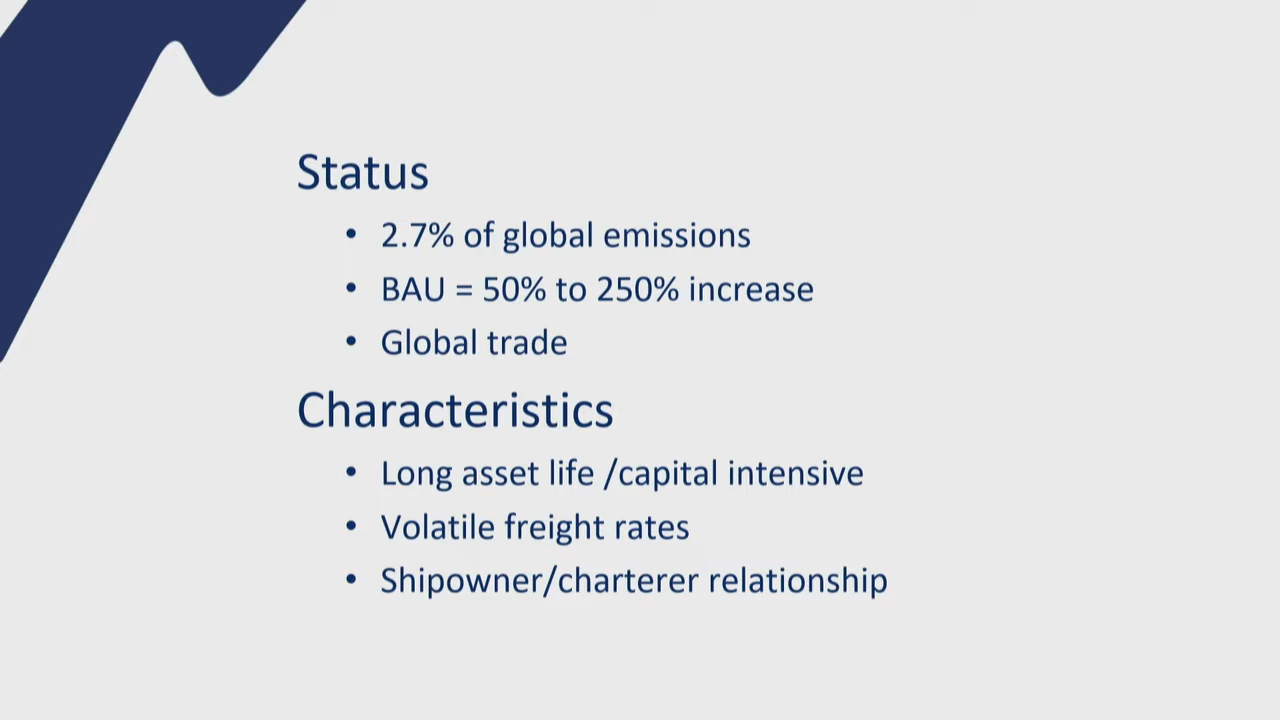 Status
• 2.7% of global emissions
• BAU = 50% to 250% increase
• Global trade
Characteristics
• Long asset life /capital intensive
• Volatile freight rates
• Shipowner/charterer relationship